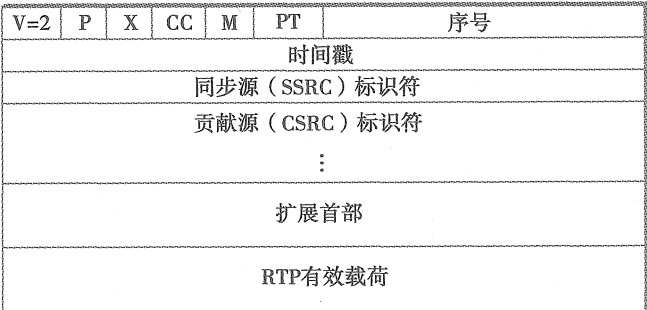 V=2 P X CC M PT 序号
时间戳
同步源（SSRC）标识符
贡献源（CSRC）标识符
⋮
扩展首部
RTP有效载荷